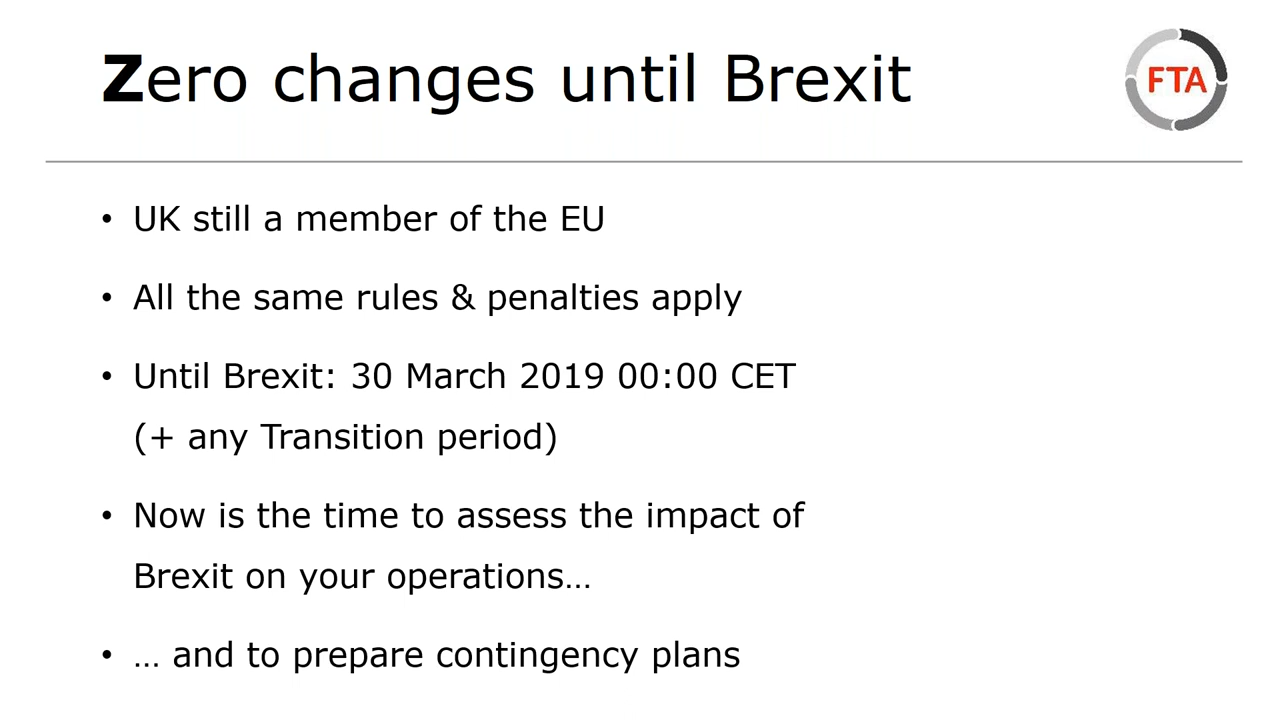 Zero changes until Brexit
FTA
• UK still a member of the EU
• All the same rules & penalties apply
• Until Brexit: 30 March 2019 00:00 CET
(+ any Transition period)
• Now is the time to assess the impact of
Brexit on your operations…
• … and to prepare contingency plans